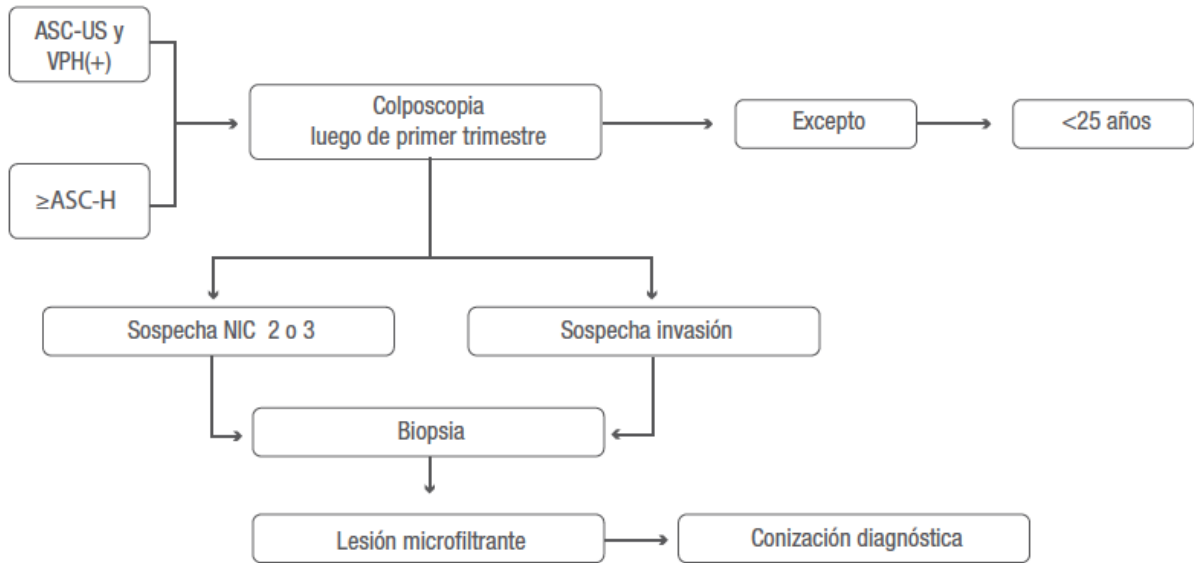 ASC-US y
VPH(+)
Colposcopia
luego de primer trimestre
Excepto
<25 años
≥ASC-H
Sospecha NIC 2 o 3
Sospecha invasión
Biopsia
Lesión microfiltrante
Conización diagnóstica